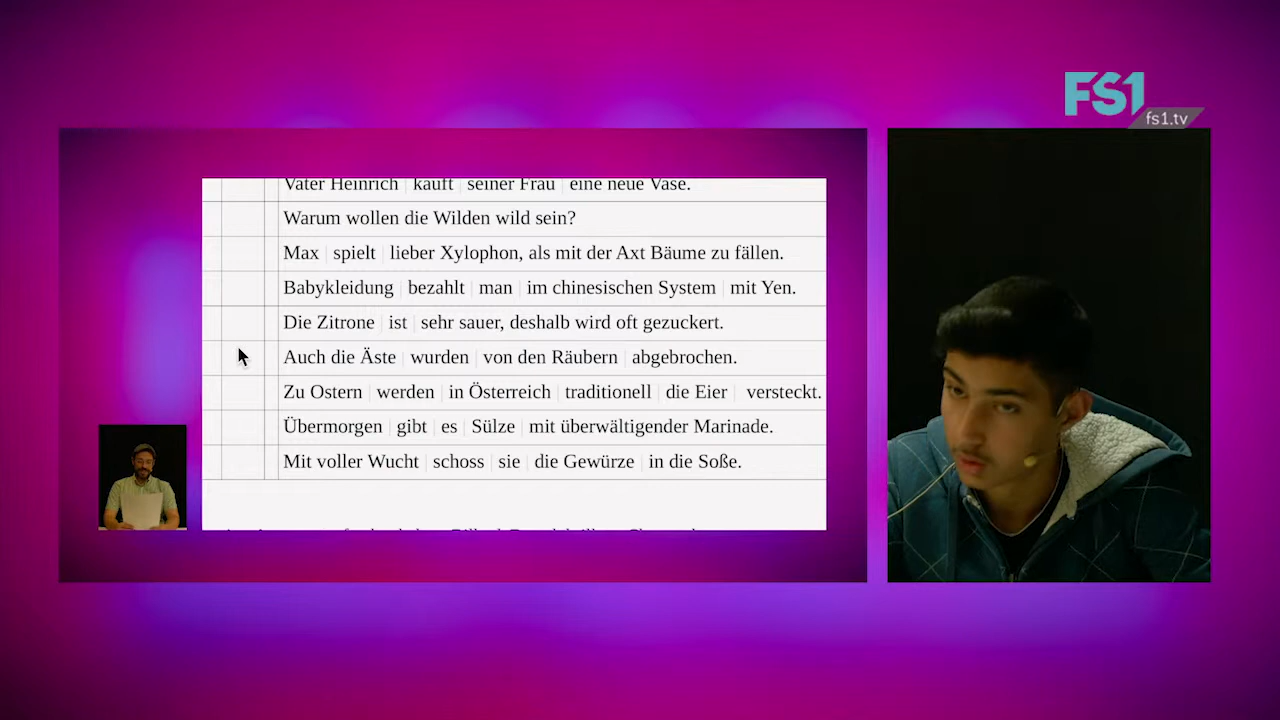 FS1
fs1.tv
Vater Heinrich | kauft | seiner Frau | eine neue Vase.
Warum wollen die Wilden wild sein?
Max | spielt | lieber Xylophon, als mit der Axt Bäume zu fällen.
Babykleidung | bezahlt | man | im chinesischen System | mit Yen.
Die Zitrone | ist | sehr sauer, deshalb wird oft gezuckert.
Auch die Äste | wurden | von den Räubern | abgebrochen.
Zu Ostern | werden | in Österreich | traditionell | die Eier | versteckt.
Übermorgen | gibt | es | Sülze | mit überwältigender Marinade.
Mit voller Wucht | schoss | sie | die Gewürze | in die Soße.